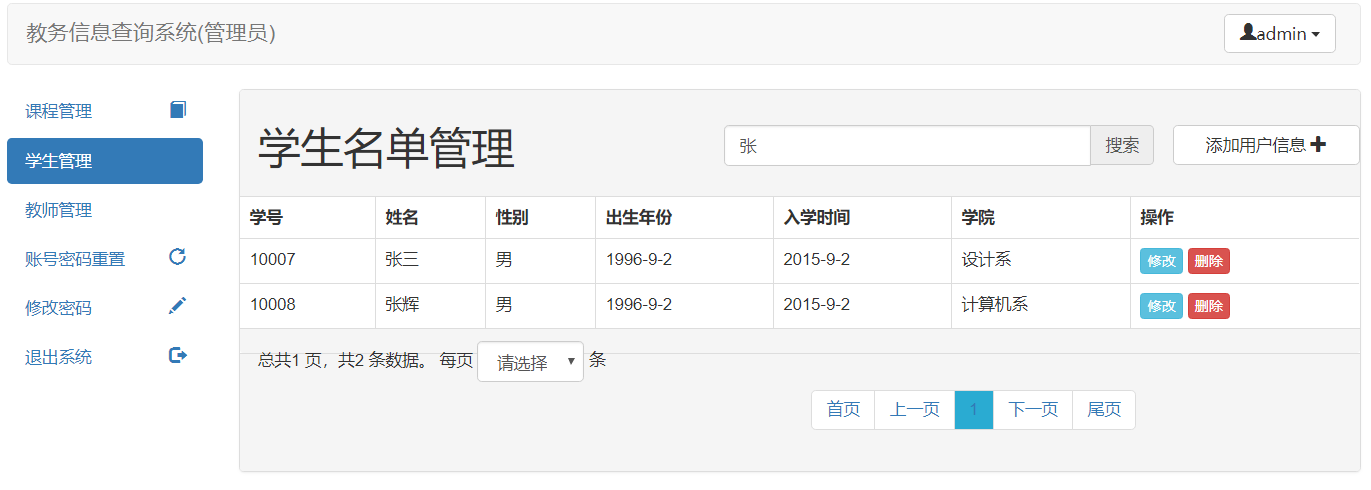 教务信息查询系统(管理员)
admin
课程管理
学生管理
教师管理
账号密码重置
修改密码
退出系统
学生名单管理
张 搜索 添加用户信息
学号 姓名 性别 出生年份 入学时间 学院 操作
10007 张三 男 1996-9-2 2015-9-2 设计系 修改 删除
10008 张辉 男 1996-9-2 2015-9-2 计算机系 修改 删除
总共1 页，共2 条数据。 每页 请选择 条
首页 上一页 1 下一页 尾页